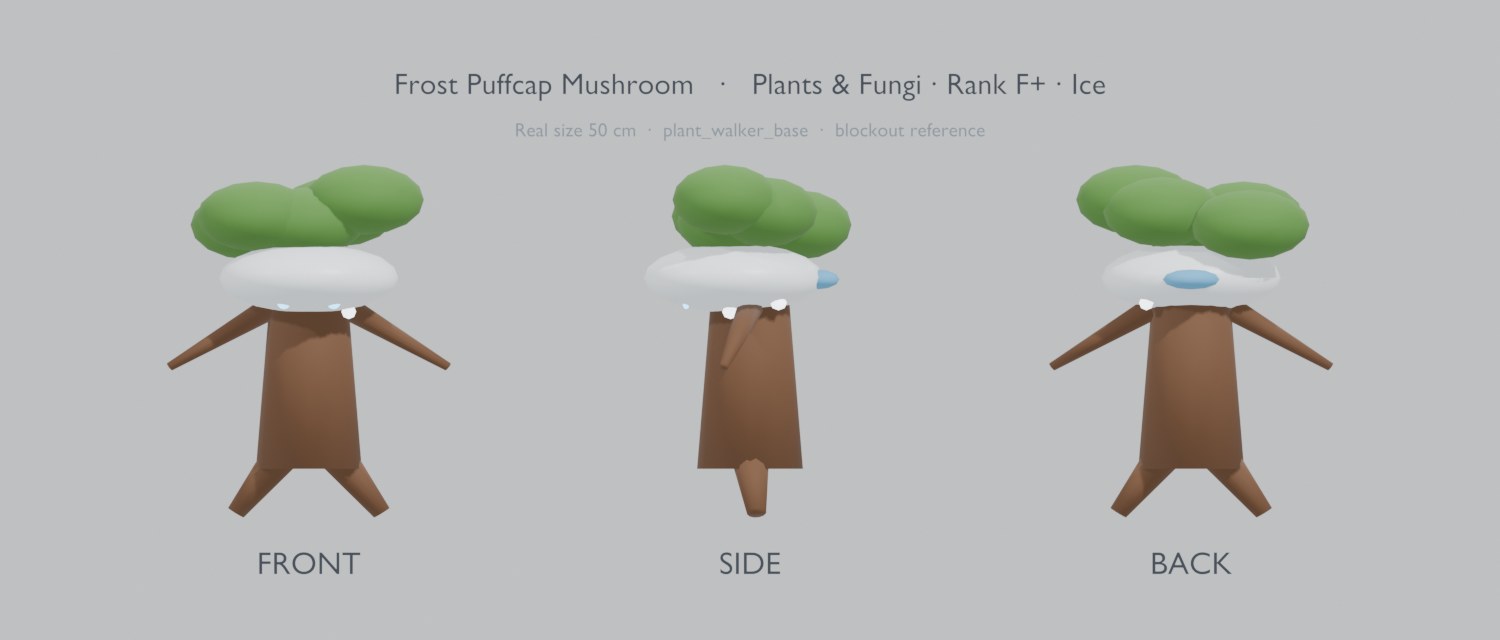 Frost Puffcap Mushroom · Plants & Fungi · Rank F+ · Ice
Real size 50 cm · plant_walker_base · blockout reference
FRONT
SIDE
BACK